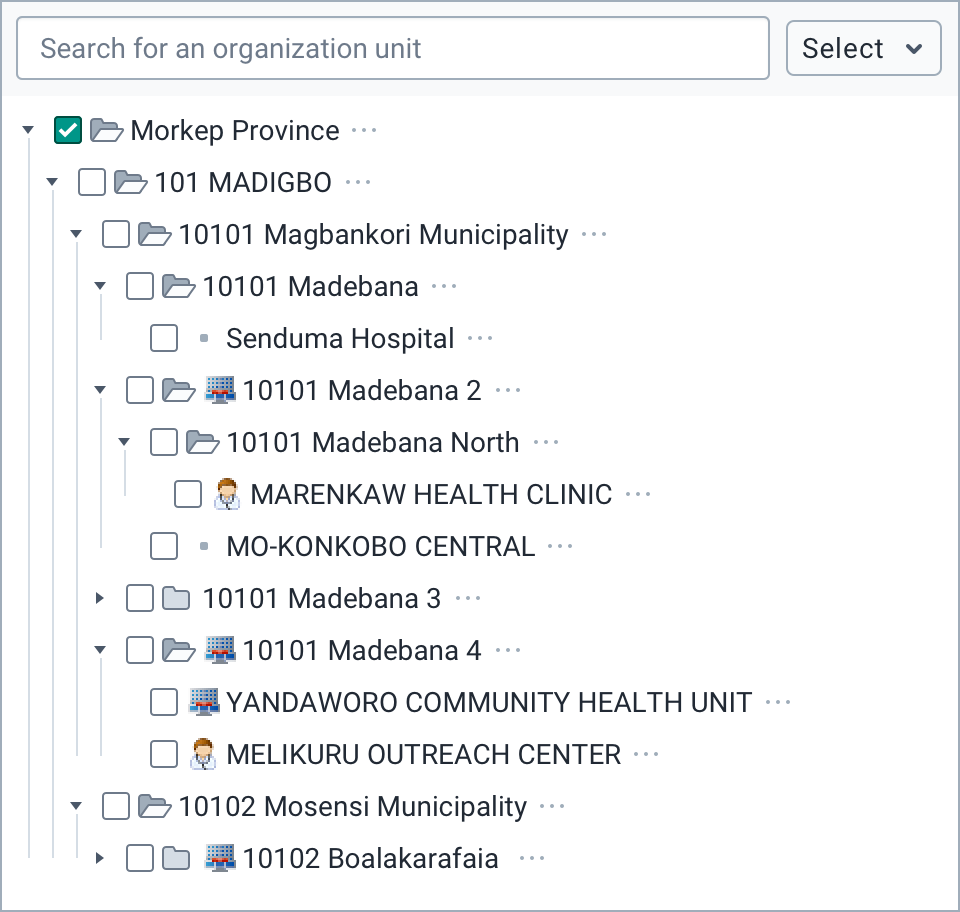 Search for an organization unit
Select
Morkep Province
101 MADIGBO
10101 Magbankori Municipality
10101 Madebana
Senduma Hospital
10101 Madebana 2
10101 Madebana North
MARENKAW HEALTH CLINIC
MO-KONKOBO CENTRAL
10101 Madebana 3
10101 Madebana 4
YANDAWORO COMMUNITY HEALTH UNIT
MELIKURU OUTREACH CENTER
10102 Mosensi Municipality
10102 Boalakarafaia